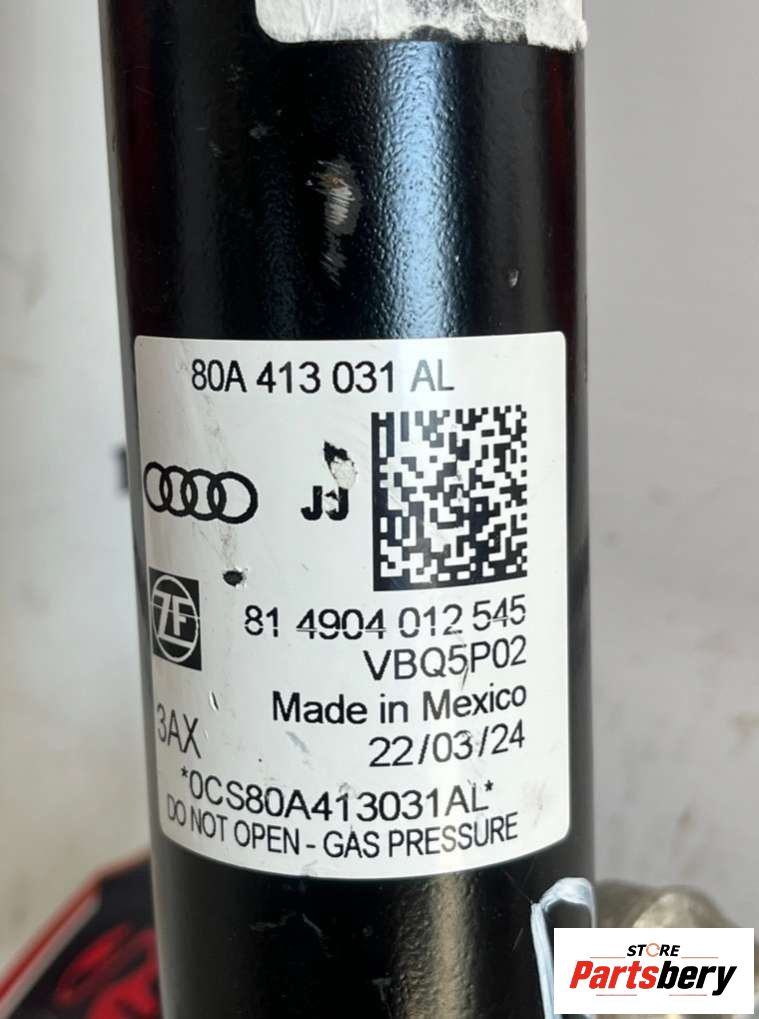 80A 413 031 AL
JJ
ZF
81 4904 012 545
VBQ5P02
Made in Mexico
3AX
22/03/24
*0CS80A413031AL*
DO NOT OPEN - GAS PRESSURE
STORE
Partsbery